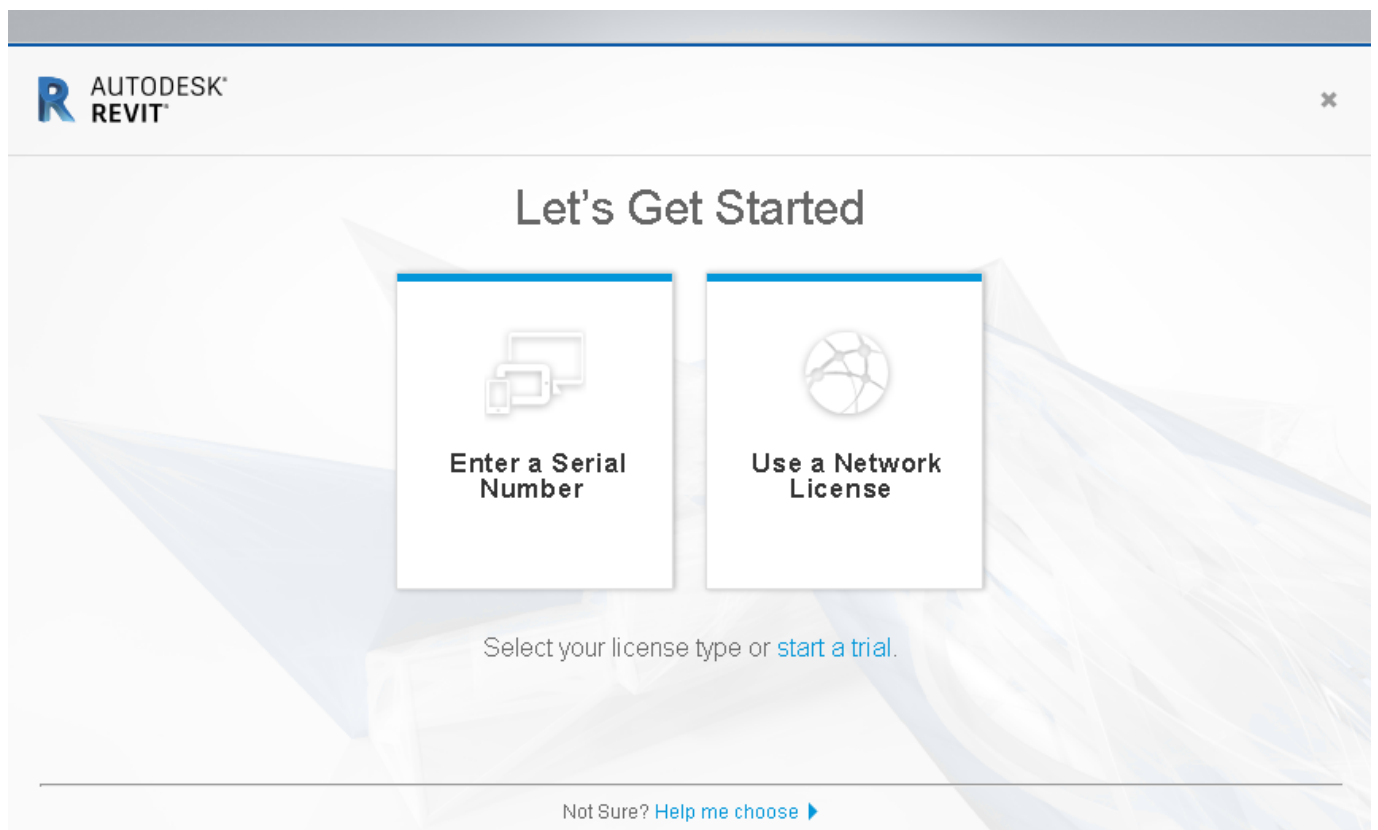 AUTODESK®
REVIT®
Let's Get Started
Enter a Serial
Number
Use a Network
License
Select your license type or start a trial.
Not Sure? Help me choose